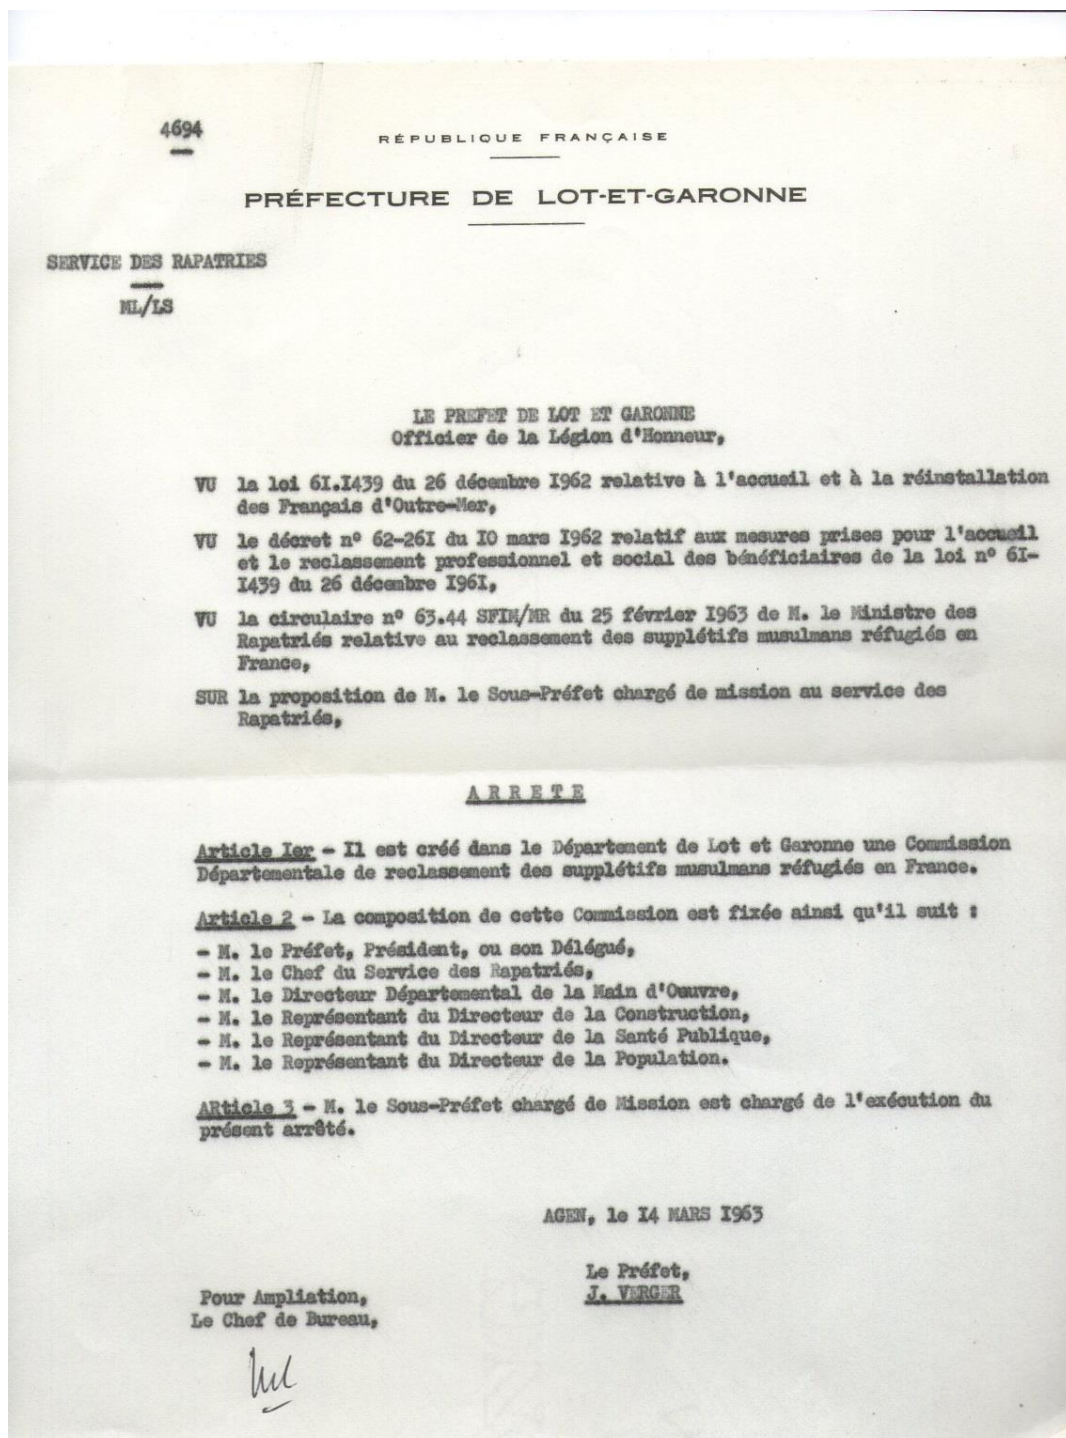 4694
RÉPUBLIQUE FRANÇAISE
PRÉFECTURE DE LOT-ET-GARONNE
SERVICE DES RAPATRIES
ML/LS
LE PREFET DE LOT ET GARONNE
Officier de la Légion d'Honneur,
VU la loi 6I.I439 du 26 décembre I962 relative à l'accueil et à la réinstallation
des Français d'Outre-Mer,
VU le décret n° 62-26I du I0 mars I962 relatif aux mesures prises pour l'accueil
et le reclassement professionnel et social des bénéficiaires de la loi n° 6I-
I439 du 26 décembre I96I,
VU la circulaire n° 63.44 SFIM/MR du 25 février I963 de M. le Ministre des
Rapatriés relative au reclassement des supplétifs musulmans réfugiés en
France,
SUR la proposition de M. le Sous-Préfet chargé de mission au service des
Rapatriés,
A R R E T E
Article Ier - Il est créé dans le Département de Lot et Garonne une Commission
Départementale de reclassement des supplétifs musulmans réfugiés en France.
Article 2 - La composition de cette Commission est fixée ainsi qu'il suit :
- M. le Préfet, Président, ou son Délégué,
- M. le Chef du Service des Rapatriés,
- M. le Directeur Départemental de la Main d'Oeuvre,
- M. le Représentant du Directeur de la Construction,
- M. le Représentant du Directeur de la Santé Publique,
- M. le Représentant du Directeur de la Population.
ARticle 3 - M. le Sous-Préfet chargé de Mission est chargé de l'exécution du
présent arrêté.
AGEN, le I4 MARS I963
Le Préfet,
J. VERGER
Pour Ampliation,
Le Chef de Bureau,